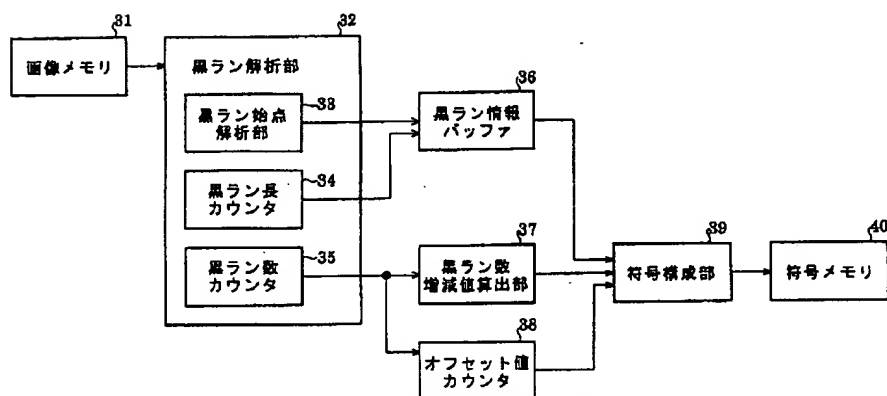 31
画像メモリ
32
黒ラン解析部
33
黒ラン始点
解析部
34
黒ラン長
カウンタ
35
黒ラン数
カウンタ
36
黒ラン情報
バッファ
37
黒ラン数
増減値算出部
38
オフセット値
カウンタ
39
符号構成部
40
符号メモリ